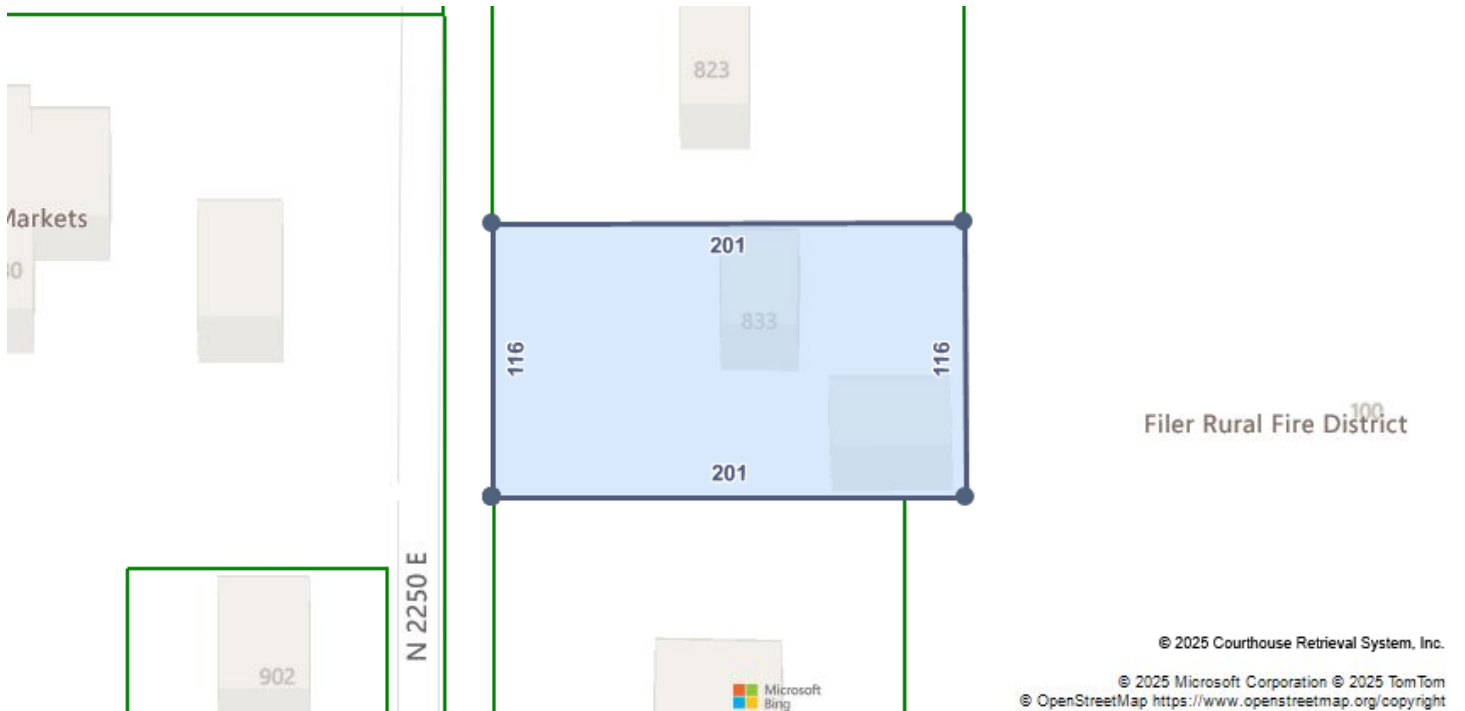 823
Markets
30
201
833
116
116
100
Filer Rural Fire District
201
N 2250 E
902
Microsoft
Bing
© 2025 Courthouse Retrieval System, Inc.
© 2025 Microsoft Corporation © 2025 TomTom
© OpenStreetMap https://www.openstreetmap.org/copyright